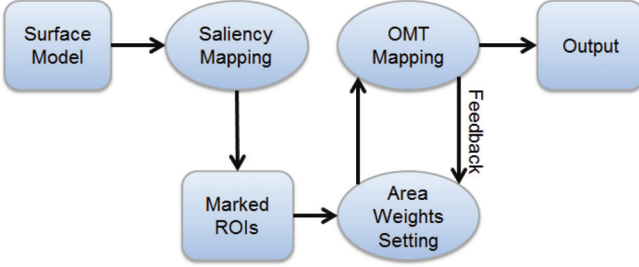 Surface
Model
Saliency
Mapping
OMT
Mapping
Output
Feedback
Marked
ROIs
Area
Weights
Setting